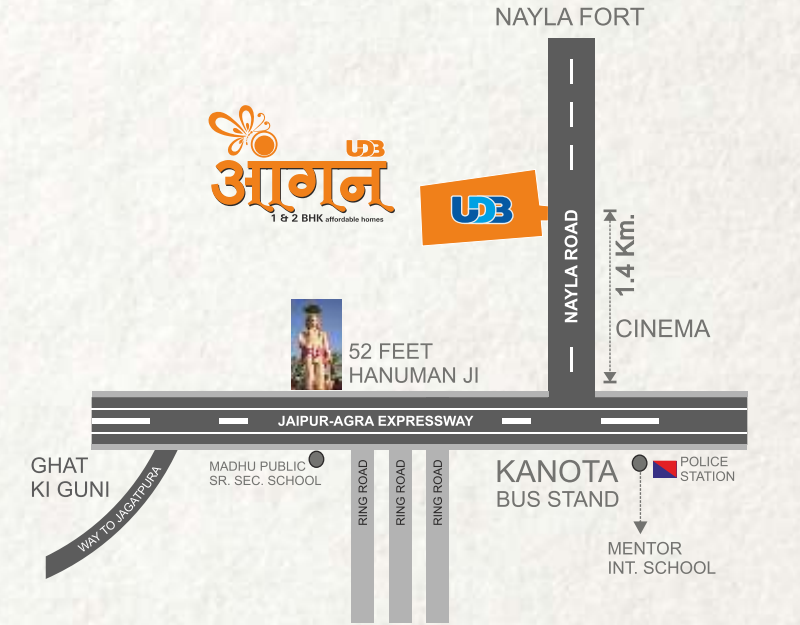 NAYLA FORT
UDB
आँगन
1 & 2 BHK affordable homes
UDB
NAYLA ROAD
1.4 Km.
CINEMA
52 FEET
HANUMAN JI
JAIPUR-AGRA EXPRESSWAY
GHAT
KI GUNI
WAY TO JAGATPURA
MADHU PUBLIC
SR. SEC. SCHOOL
RING ROAD
RING ROAD
RING ROAD
KANOTA
BUS STAND
POLICE
STATION
MENTOR
INT. SCHOOL